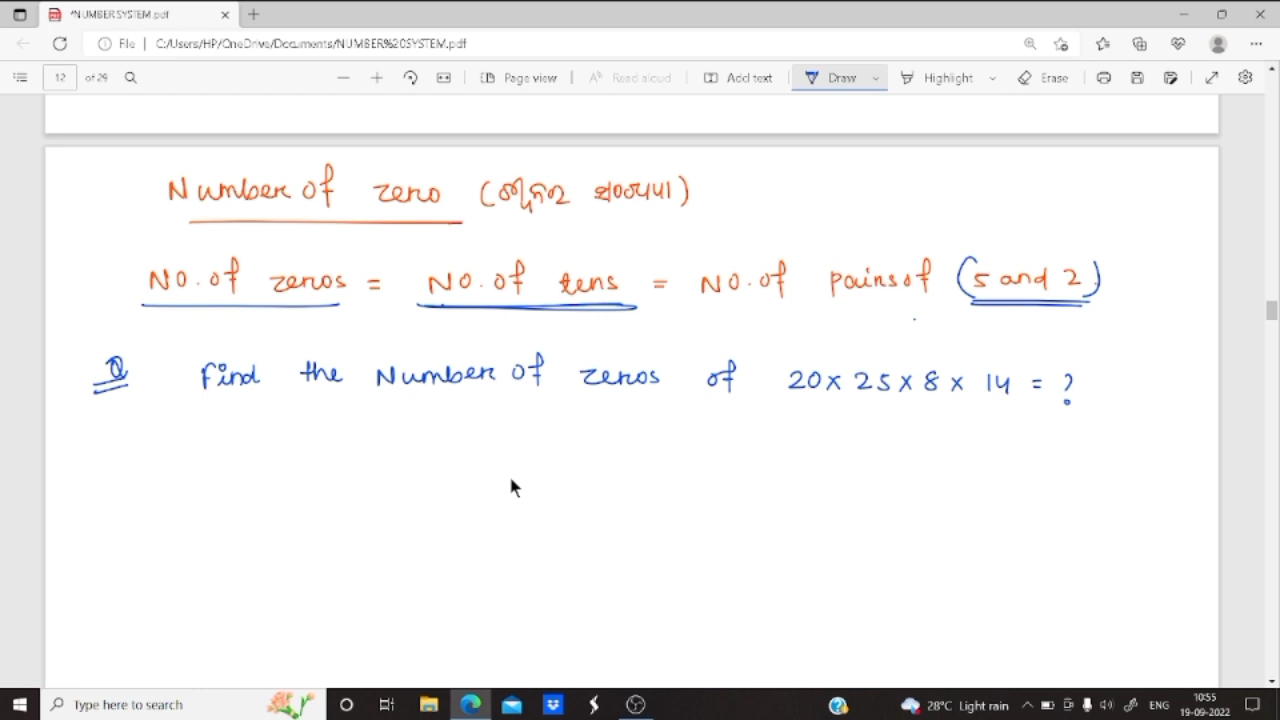 *NUMBER SYSTEM.pdf
File | C:/Users/HP/OneDrive/Documents/NUMBER%20SYSTEM.pdf
12 of 29 Page view Read aloud Add text Draw Highlight Erase
Number of zero (ଶୂନର ସଂଖ୍ୟା)
NO. of zeros = NO. of tens = NO. of pairs of (5 and 2)
Q Find the Number of zeros of 20 x 25 x 8 x 14 = ?
Type here to search 28°C Light rain ENG 10:55
19-09-2022